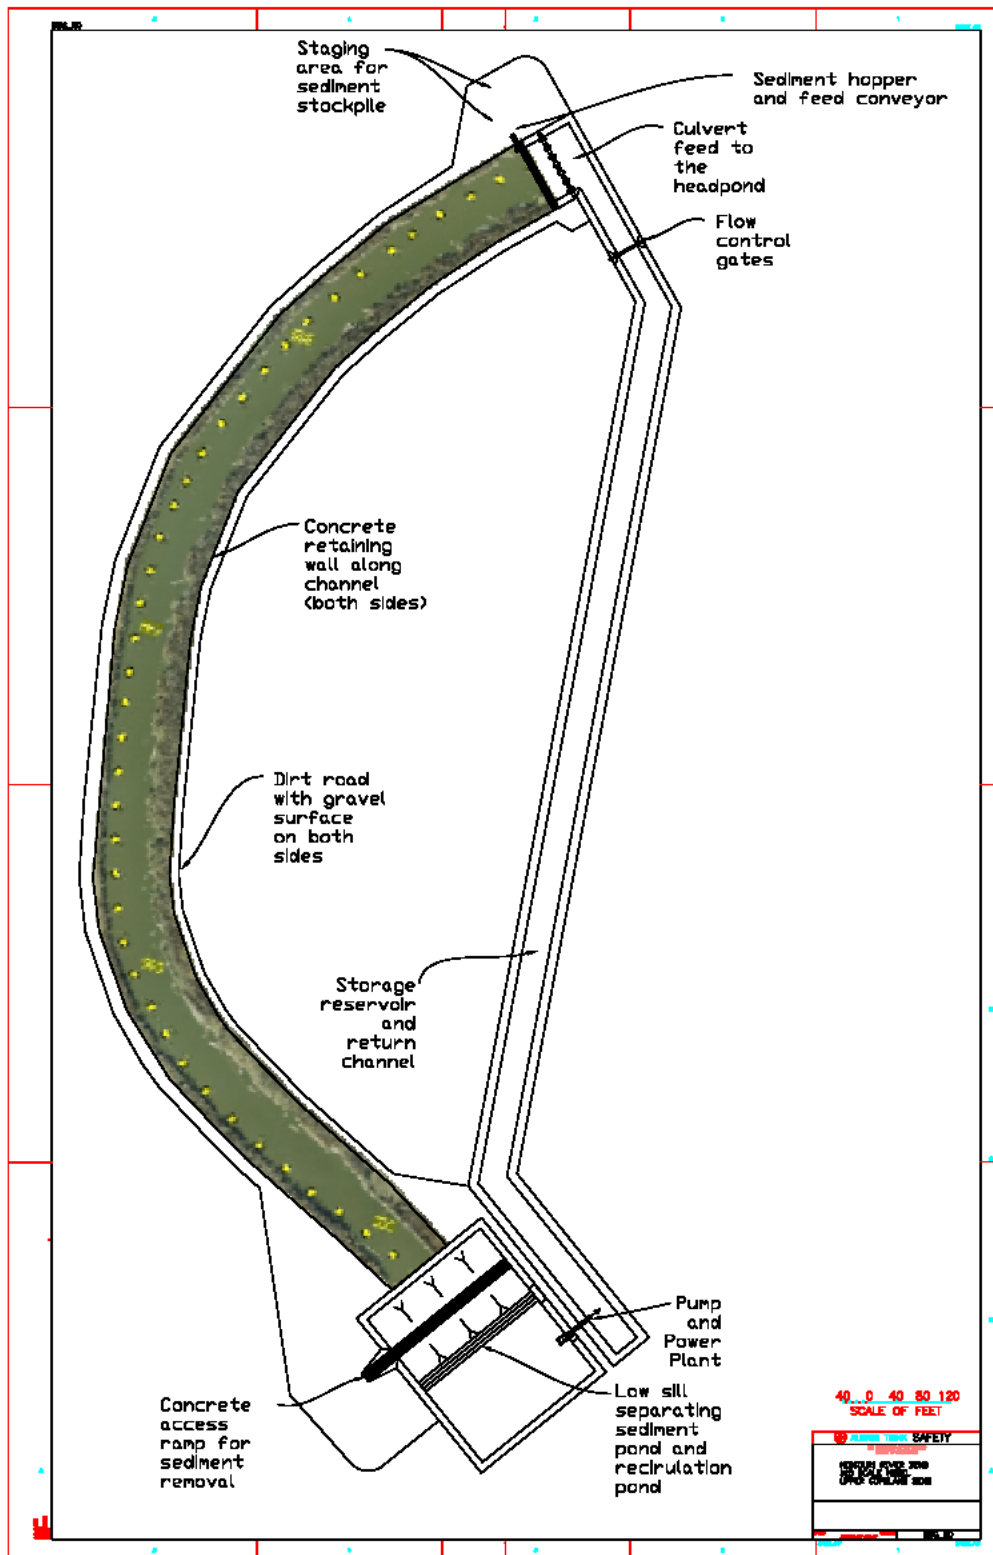 Staging
area for
sediment
stockpile
Sediment hopper
and feed conveyor
Culvert
feed to
the
headpond
Flow
control
gates
Concrete
retaining
wall along
channel
(both sides)
Dirt road
with gravel
surface
on both
sides
Storage
reservoir
and
return
channel
Pump
and
Power
Plant
Low sill
separating
sediment
pond and
recirulation
pond
Concrete
access
ramp for
sediment
removal
40 0 40 80 120
SCALE OF FEET
THINK SAFETY